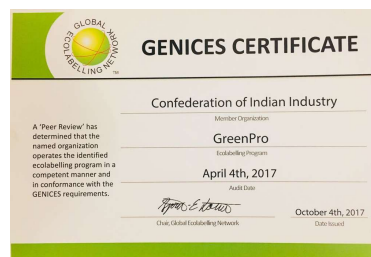 GLOBAL
ECOLABELLING NETWORK
TM
GENICES CERTIFICATE
Confederation of Indian Industry
Member Organization
GreenPro
Ecolabelling Program
April 4th, 2017
Audit Date
Chair, Global Ecolabelling Network
October 4th, 2017
Date Issued
A 'Peer Review' has
determined that the
named organization
operates the identified
ecolabelling program in a
competent manner and
in conformance with the
GENICES requirements.